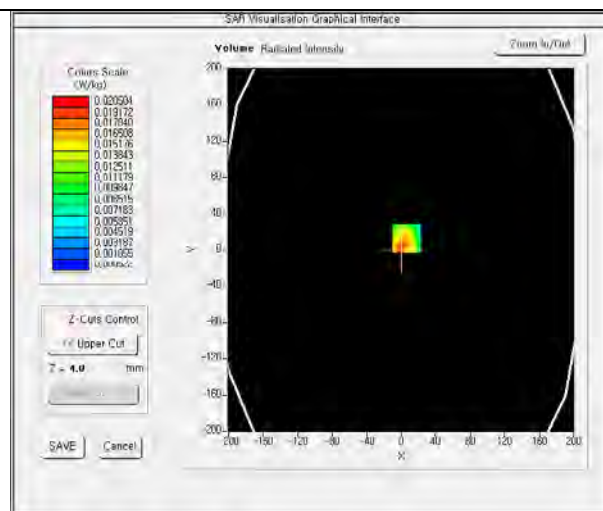 SAR Visualisation Graphical Interface
Volume Radiated Intensity
Zoom In/Out
Colors Scale
(W/kg)
0.020504
0.019172
0.017840
0.016508
0.015176
0.013843
0.012511
0.011179
0.009847
0.008515
0.007183
0.005851
0.004519
0.003187
0.001855
200
160
120
80
40
0
-40
-80
-120
-160
-200
Y
-200 -160 -120 -80 -40 0 40 80 120 160 200
X
Z-Cuts Control
Upper Cut
Z = 4.0 mm
SAVE
Cancel